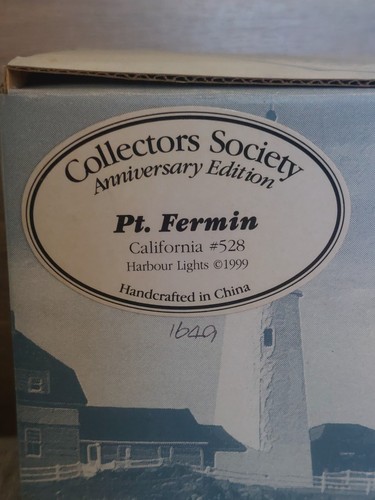 Collectors Society
Anniversary Edition
Pt. Fermin
California #528
Harbour Lights ©1999
Handcrafted in China
1649